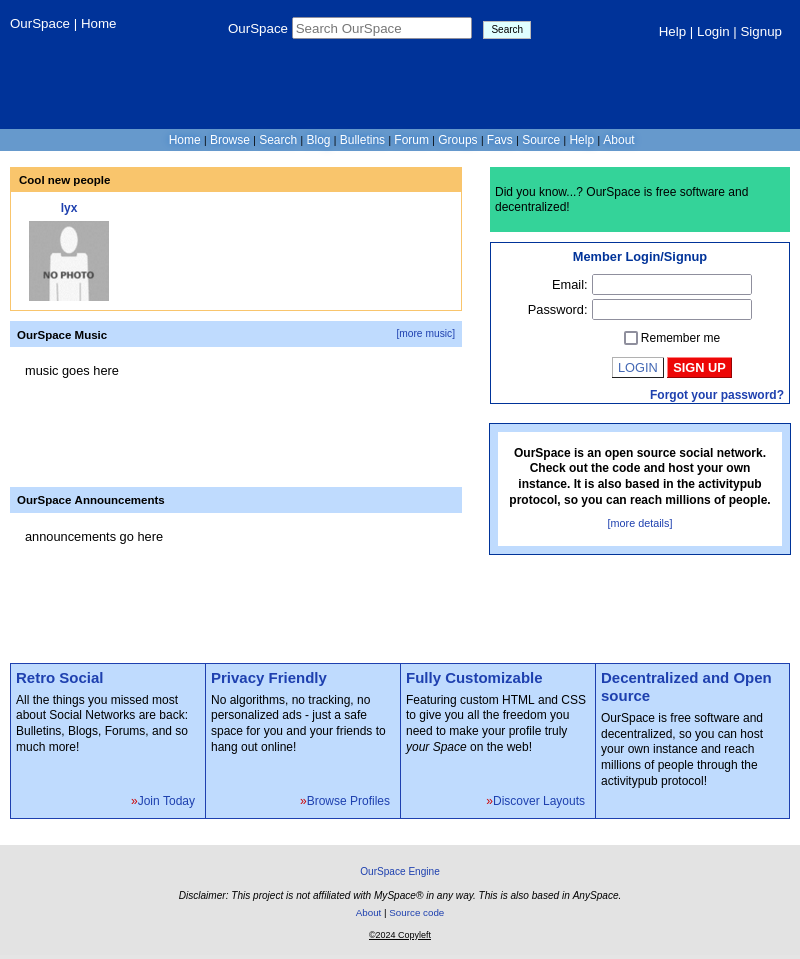 OurSpace | Home
OurSpace Search OurSpace Search
Help | Login | Signup
Home | Browse | Search | Blog | Bulletins | Forum | Groups | Favs | Source | Help | About
Cool new people
lyx
NO PHOTO
OurSpace Music [more music]
music goes here
OurSpace Announcements
announcements go here
Did you know...? OurSpace is free software and
decentralized!
Member Login/Signup
Email:
Password:
Remember me
LOGIN SIGN UP
Forgot your password?
OurSpace is an open source social network.
Check out the code and host your own
instance. It is also based in the activitypub
protocol, so you can reach millions of people.
[more details]
Retro Social
All the things you missed most
about Social Networks are back:
Bulletins, Blogs, Forums, and so
much more!
»Join Today
Privacy Friendly
No algorithms, no tracking, no
personalized ads - just a safe
space for you and your friends to
hang out online!
»Browse Profiles
Fully Customizable
Featuring custom HTML and CSS
to give you all the freedom you
need to make your profile truly
your Space on the web!
»Discover Layouts
Decentralized and Open
source
OurSpace is free software and
decentralized, so you can host
your own instance and reach
millions of people through the
activitypub protocol!
OurSpace Engine
Disclaimer: This project is not affiliated with MySpace® in any way. This is also based in AnySpace.
About | Source code
©2024 Copyleft